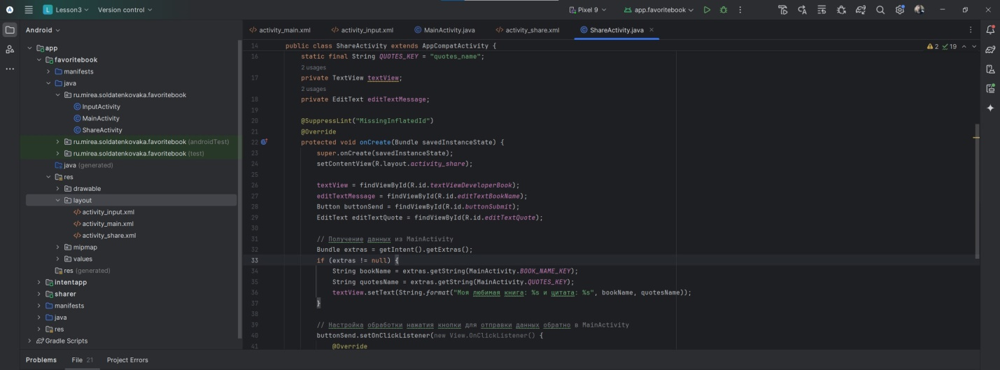 L Lesson3 Version control Pixel 9 app.favoritebook
Android
app
favoritebook
manifests
java
ru.mirea.soldatenkovaka.favoritebook
InputActivity
MainActivity
ShareActivity
ru.mirea.soldatenkovaka.favoritebook (androidTest)
ru.mirea.soldatenkovaka.favoritebook (test)
java (generated)
res
drawable
layout
activity_input.xml
activity_main.xml
activity_share.xml
mipmap
values
res (generated)
intentapp
sharer
manifests
java
res
Gradle Scripts
activity_main.xml activity_input.xml MainActivity.java activity_share.xml ShareActivity.java
2 19
14 public class ShareActivity extends AppCompatActivity {
16 static final String QUOTES_KEY = "quotes_name";
2 usages
17 private TextView textView;
2 usages
18 private EditText editTextMessage;
19
20 @SuppressLint("MissingInflatedId")
21 @Override
22 protected void onCreate(Bundle savedInstanceState) {
23 super.onCreate(savedInstanceState);
24 setContentView(R.layout.activity_share);
25
26 textView = findViewById(R.id.textViewDeveloperBook);
27 editTextMessage = findViewById(R.id.editTextBookName);
28 Button buttonSend = findViewById(R.id.buttonSubmit);
29 EditText editTextQuote = findViewById(R.id.editTextQuote);
30
31 // Получение данных из MainActivity
32 Bundle extras = getIntent().getExtras();
33 if (extras != null) {
34 String bookName = extras.getString(MainActivity.BOOK_NAME_KEY);
35 String quotesName = extras.getString(MainActivity.QUOTES_KEY);
36 textView.setText(String.format("Моя любимая книга: %s и цитата: %s", bookName, quotesName));
37 }
38
39 // Настройка обработки нажатия кнопки для отправки данных обратно в MainActivity
40 buttonSend.setOnClickListener(new View.OnClickListener() {
41 @Override
Problems File 21 Project Errors